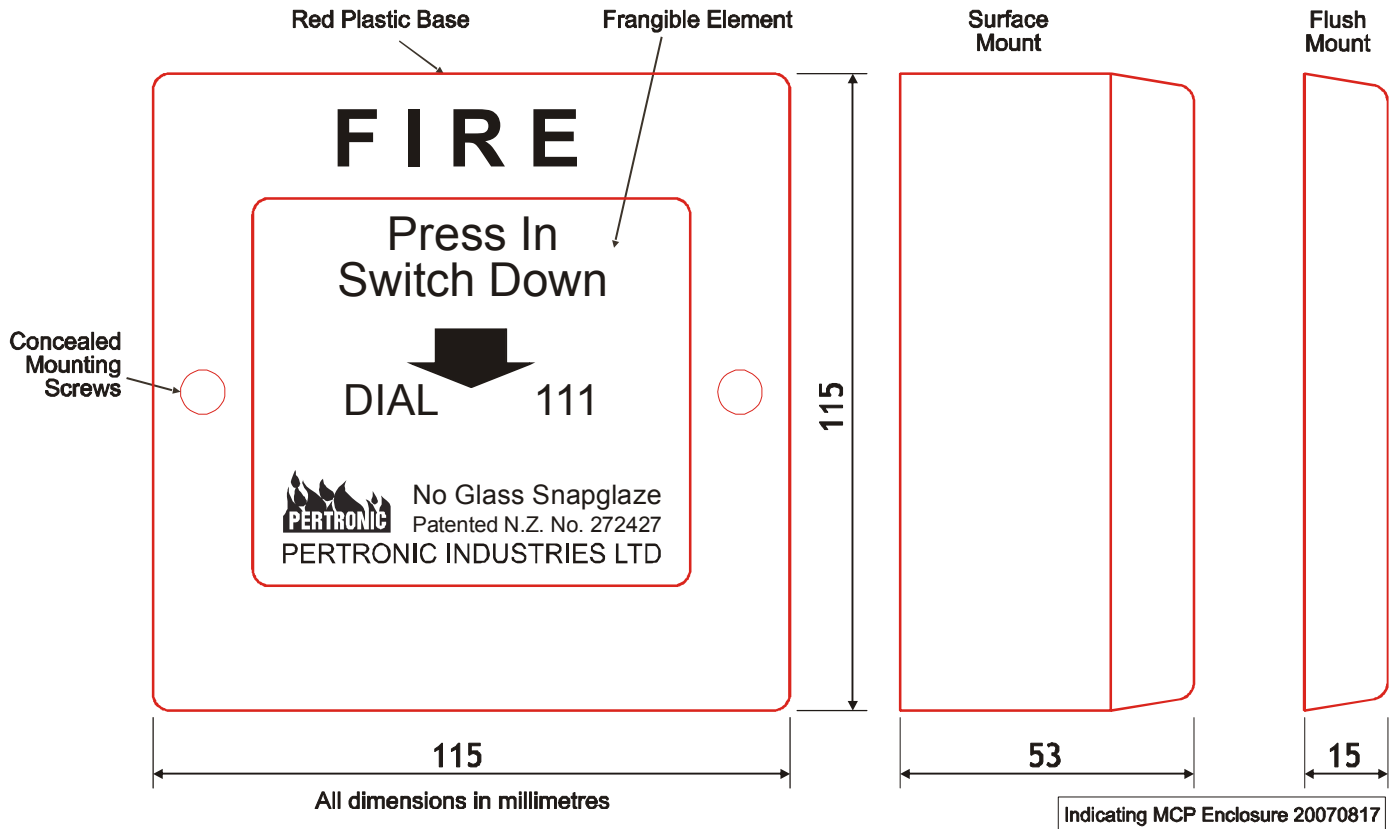 Red Plastic Base
Frangible Element
Surface
Mount
Flush
Mount
FIRE
Press In
Switch Down
Concealed
Mounting
Screws
DIAL 111
115
PERTRONIC
No Glass Snapglaze
Patented N.Z. No. 272427
PERTRONIC INDUSTRIES LTD
115
53
15
All dimensions in millimetres
Indicating MCP Enclosure 20070817